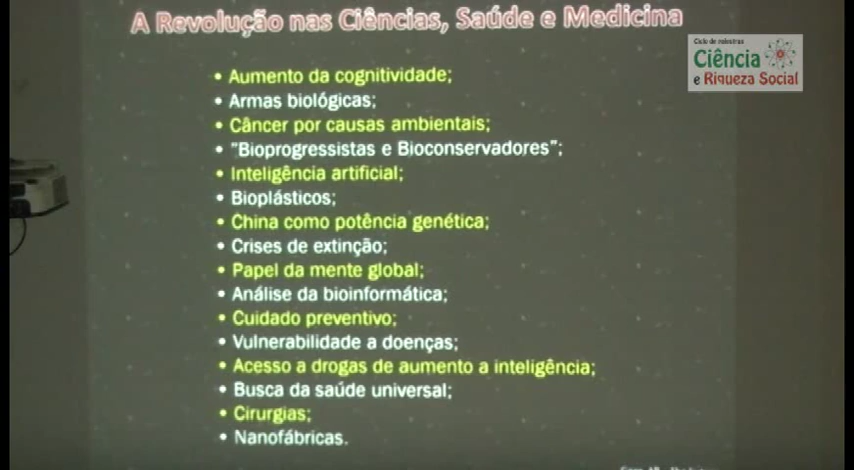 A Revolução nas Ciências, Saúde e Medicina
Ciclo de palestras
Ciência
e Riqueza Social
• Aumento da cognitividade;
• Armas biológicas;
• Câncer por causas ambientais;
• “Bioprogressistas e Bioconservadores”;
• Inteligência artificial;
• Bioplásticos;
• China como potência genética;
• Crises de extinção;
• Papel da mente global;
• Análise da bioinformática;
• Cuidado preventivo;
• Vulnerabilidade a doenças;
• Acesso a drogas de aumento a inteligência;
• Busca da saúde universal;
• Cirurgias;
• Nanofábricas.